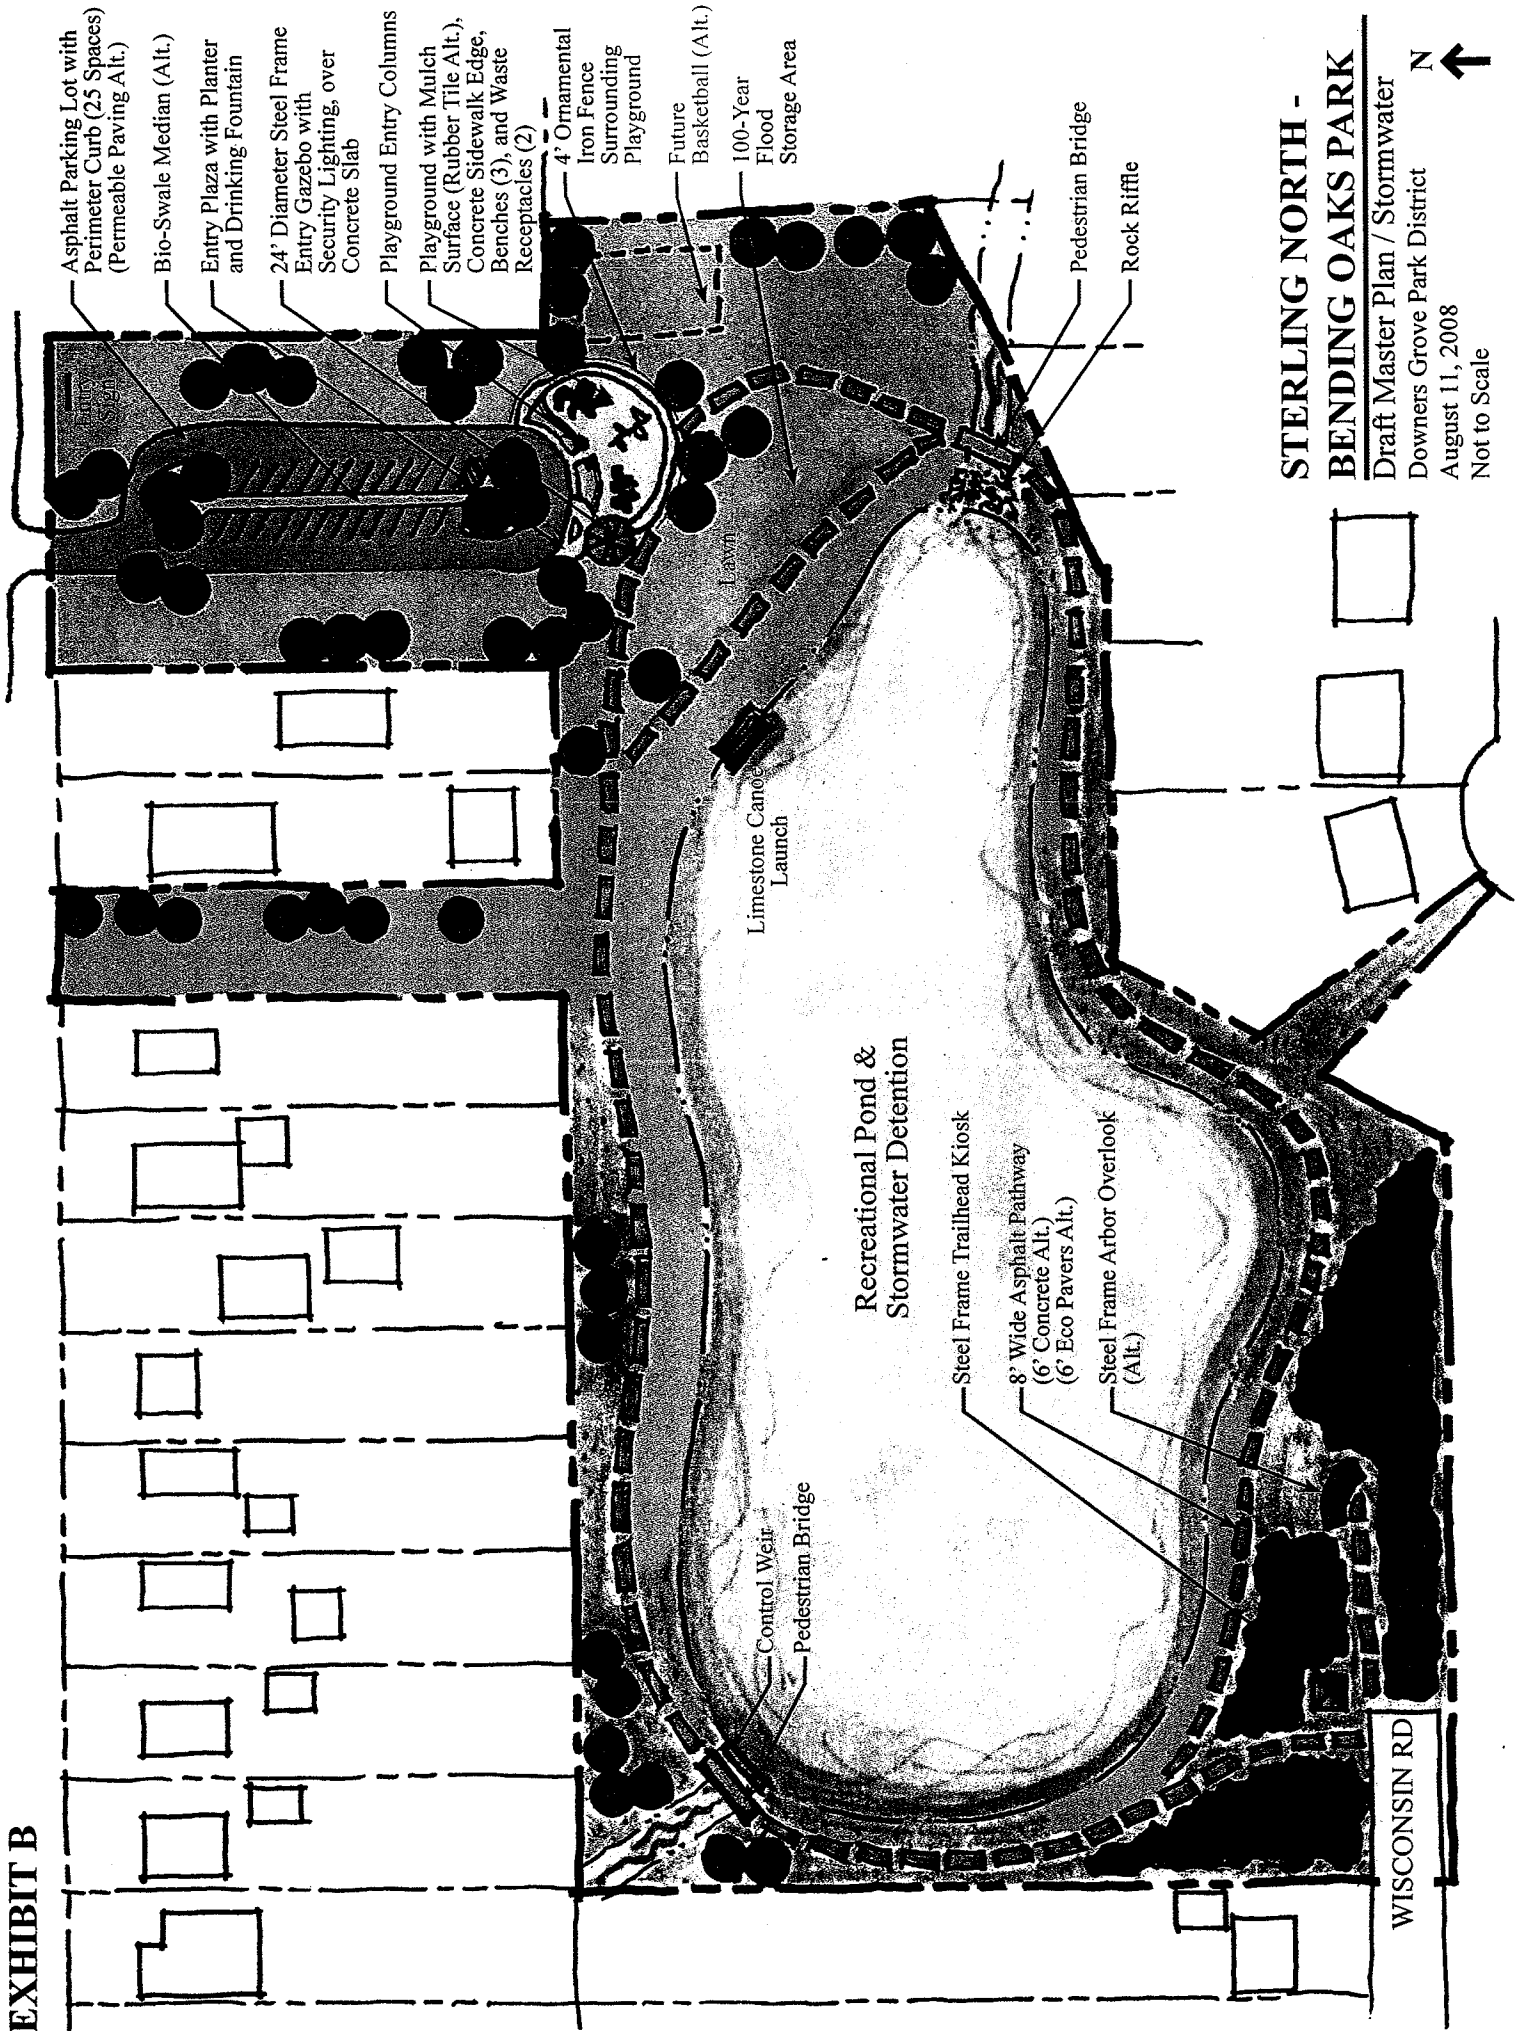 EXHIBIT B
Asphalt Parking Lot with
Perimeter Curb (25 Spaces)
(Permeable Paving Alt.)
Bio-Swale Median (Alt.)
Entry Plaza with Planter
and Drinking Fountain
24' Diameter Steel Frame
Entry Gazebo with
Security Lighting, over
Concrete Slab
Playground Entry Columns
Playground with Mulch
Surface (Rubber Tile Alt.),
Concrete Sidewalk Edge,
Benches (3), and Waste
Receptacles (2)
4' Ornamental
Iron Fence
Surrounding
Playground
Future
Basketball (Alt.)
100-Year
Flood
Storage Area
Pedestrian Bridge
Rock Riffle
Entry
Sign
Lawn
Limestone Canoe
Launch
Recreational Pond &
Stormwater Detention
Steel Frame Trailhead Kiosk
8' Wide Asphalt Pathway
(6' Concrete Alt.)
(6' Eco Pavers Alt.)
Steel Frame Arbor Overlook
(Alt.)
Control Weir
Pedestrian Bridge
WISCONSIN RD
STERLING NORTH -
BENDING OAKS PARK
Draft Master Plan / Stormwater
Downers Grove Park District
August 11, 2008
Not to Scale
N